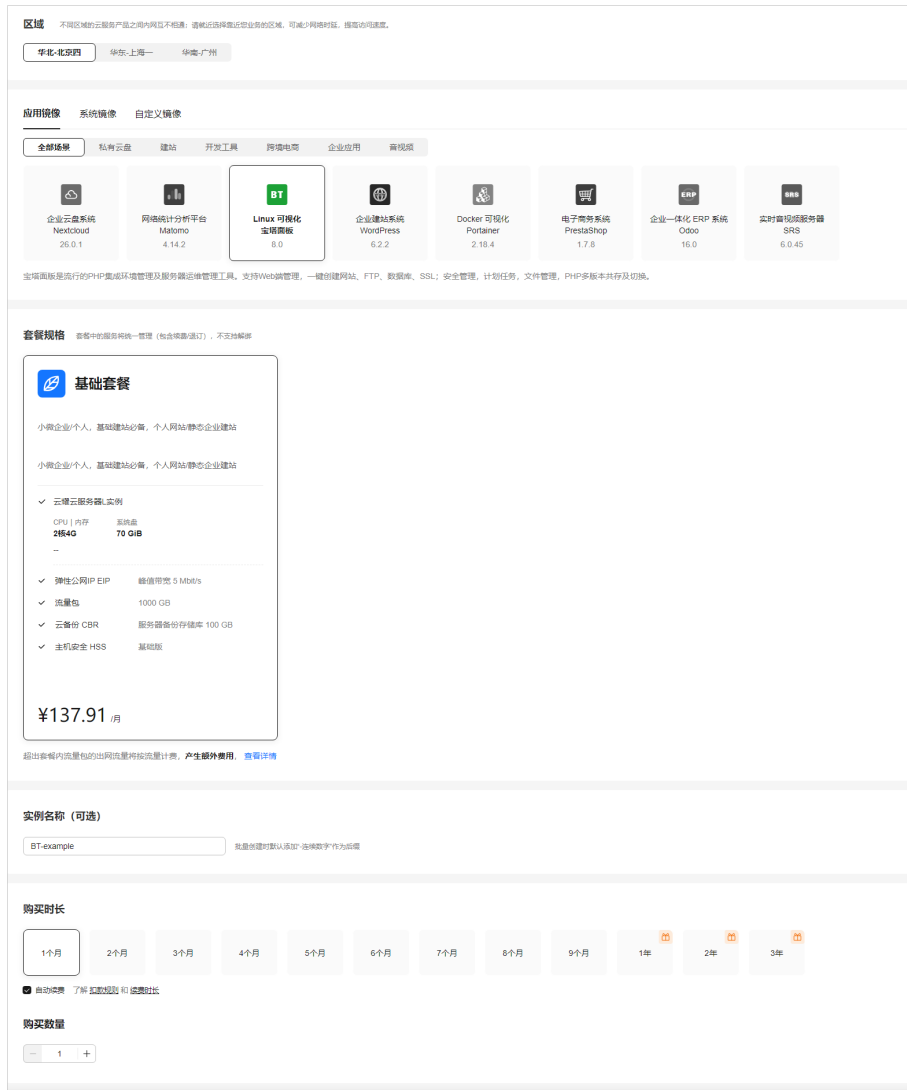 区域 不同区域的云服务产品之间内网互不相通；请就近选择靠近您业务的区域，可减少网络时延，提高访问速度。
华北-北京四 华东-上海一 华南-广州
应用镜像 系统镜像 自定义镜像
全部场景 私有云盘 建站 开发工具 跨境电商 企业应用 音视频
BT ERP SRS
企业云盘系统 网络统计分析平台 Linux 可视化 企业建站系统 Docker 可视化 电子商务系统 企业一体化 ERP 系统 实时音视频服务器
Nextcloud Matomo 宝塔面板 WordPress Portainer PrestaShop Odoo SRS
26.0.1 4.14.2 8.0 6.2.2 2.18.4 1.7.8 16.0 6.0.45
宝塔面版是流行的PHP集成环境管理及服务器运维管理工具。支持Web端管理，一键创建网站、FTP、数据库、SSL；安全管理，计划任务，文件管理，PHP多版本共存及切换。
套餐规格 套餐中的服务将统一管理（包含续费/退订），不支持解绑
基础套餐
小微企业/个人，基础建站必备，个人网站/静态企业建站
小微企业/个人，基础建站必备，个人网站/静态企业建站
云耀云服务器L实例
CPU | 内存 系统盘
2核4G 70 GiB
--
弹性公网IP EIP 峰值带宽 5 Mbit/s
流量包 1000 GB
云备份 CBR 服务器备份存储库 100 GB
主机安全 HSS 基础版
¥137.91 /月
超出套餐内流量包的出网流量将按流量计费，产生额外费用， 查看详情
实例名称（可选）
BT-example 批量创建时默认添加“-连续数字”作为后缀
购买时长
1个月 2个月 3个月 4个月 5个月 6个月 7个月 8个月 9个月 1年 2年 3年
自动续费 了解 扣款规则 和 续费时长
购买数量
1